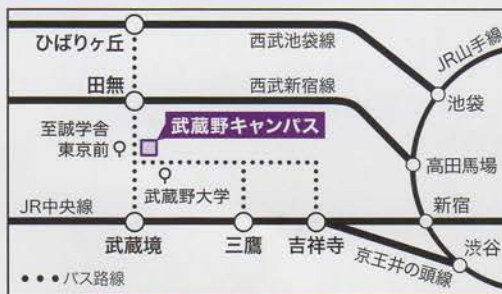 ひばりヶ丘
西武池袋線
JR山手線
池袋
田無
西武新宿線
至誠学舎
東京前
武蔵野キャンパス
武蔵野大学
高田馬場
JR中央線
新宿
武蔵境
三鷹
吉祥寺
京王井の頭線
渋谷
•••バス路線